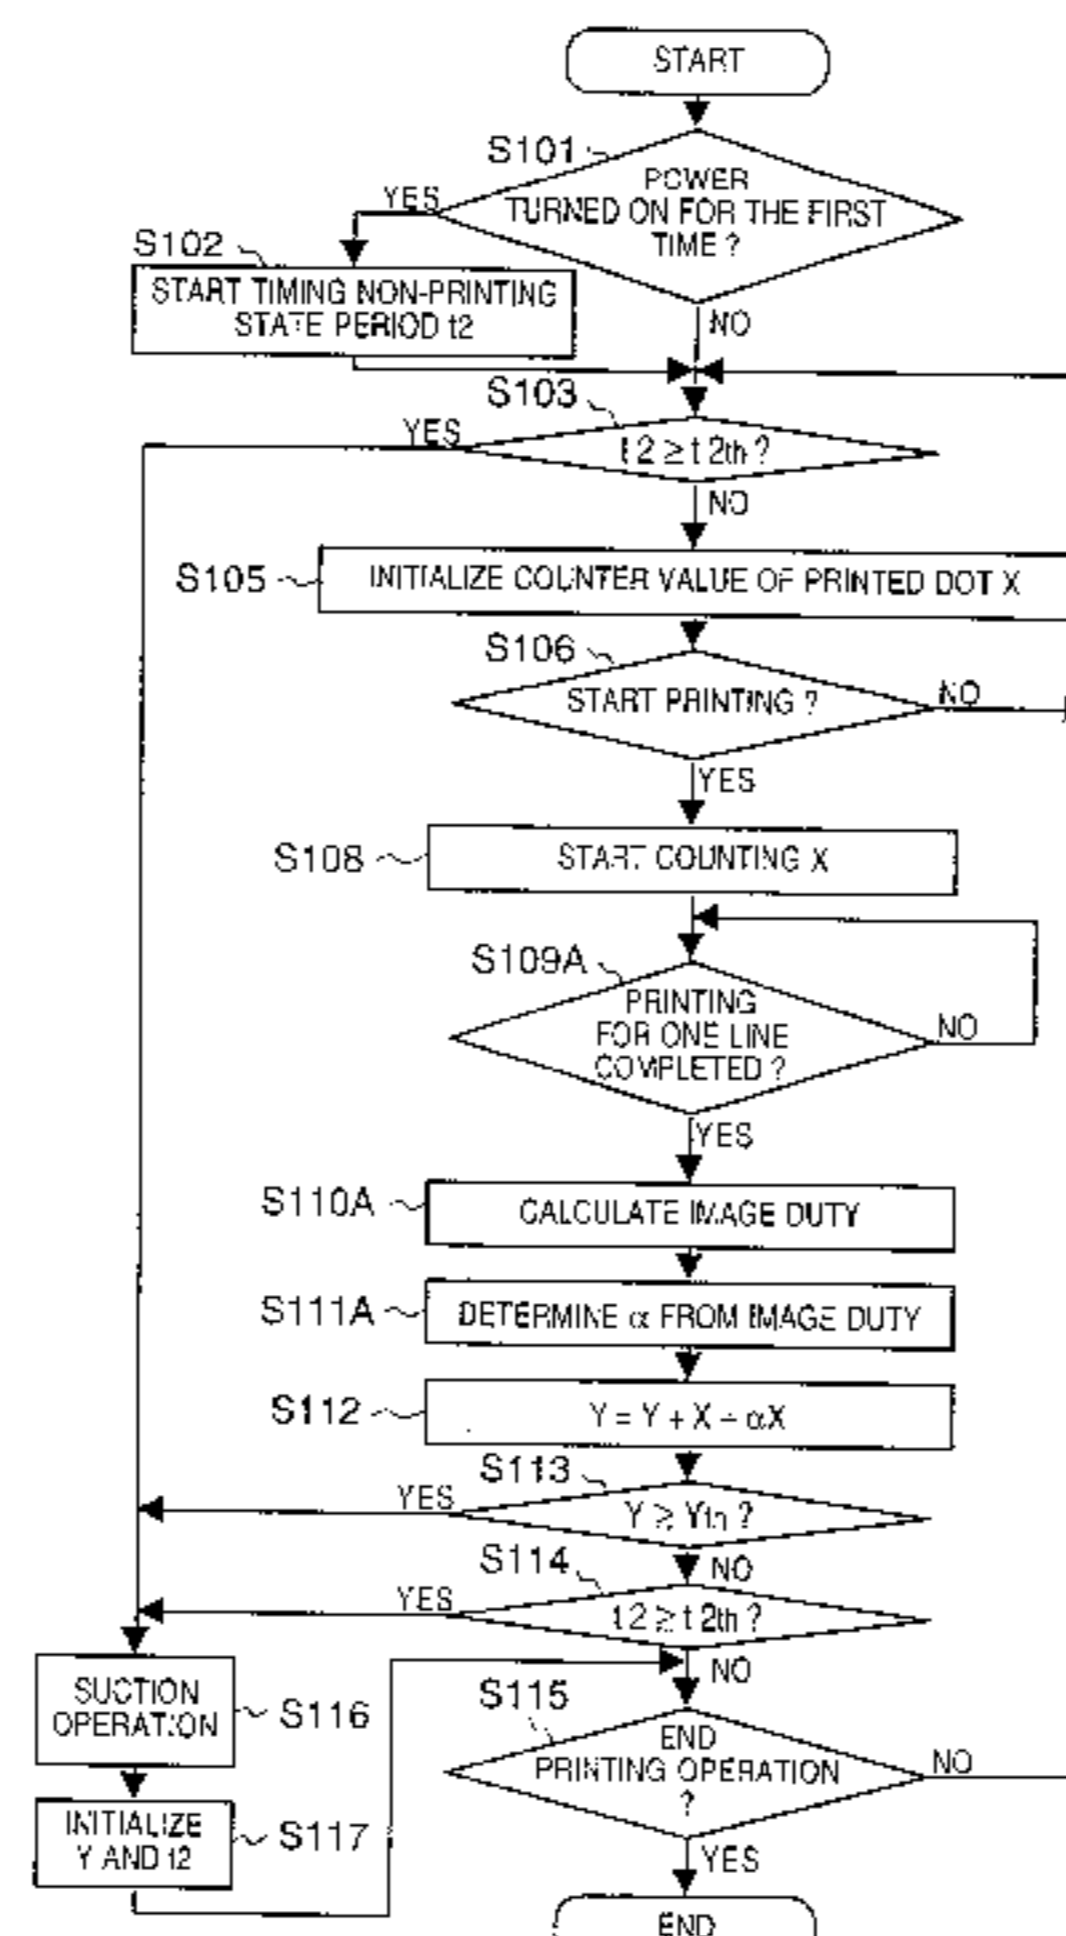 START
S101
POWER
TURNED ON FOR THE FIRST
TIME ?
YES
NO
S102
START TIMING NON-PRINTING
STATE PERIOD t2
S103
t2 ≥ t2th ?
YES
NO
S105
INITIALIZE COUNTER VALUE OF PRINTED DOT X
S106
START PRINTING ?
NO
YES
S108
START COUNTING X
S109A
PRINTING
FOR ONE LINE
COMPLETED ?
NO
YES
S110A
CALCULATE IMAGE DUTY
S111A
DETERMINE α FROM IMAGE DUTY
S112
Y = Y + X - αX
S113
Y ≥ Yth ?
YES
NO
S114
t2 ≥ t2th ?
YES
NO
S115
END
PRINTING OPERATION
?
NO
YES
SUCTION
OPERATION
S116
INITIALIZE
Y AND t2
S117
END